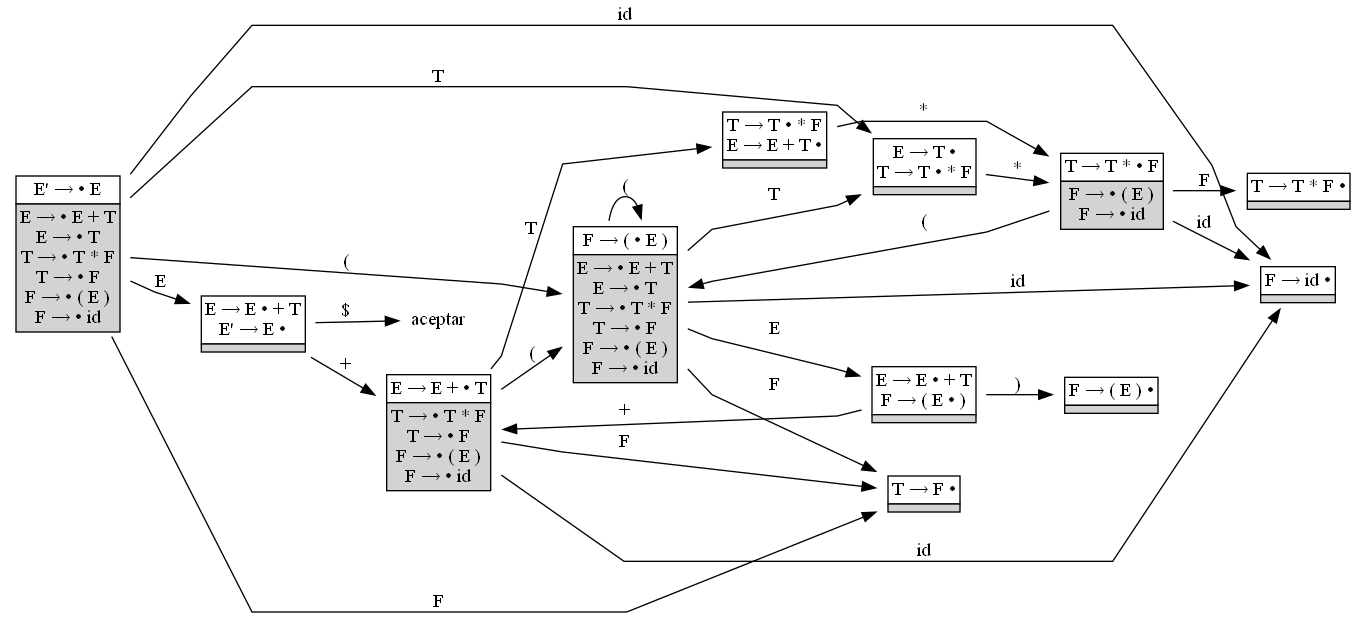 id
T
T → T • * F
E → E + T •
*
E → T •
T → T • * F
*
T → T * • F
F → • ( E )
F → • id
F
T → T * F •
id
E' → • E
E → • E + T
E → • T
T → • T * F
T → • F
F → • ( E )
F → • id
(
F → ( • E )
E → • E + T
E → • T
T → • T * F
T → • F
F → • ( E )
F → • id
T
T
(
(
id
F → id •
E
E → E • + T
E' → E •
$
aceptar
+
E → E + • T
T → • T * F
T → • F
F → • ( E )
F → • id
(
E
F
E → E • + T
F → ( E • )
)
F → ( E ) •
+
F
T → F •
id
F